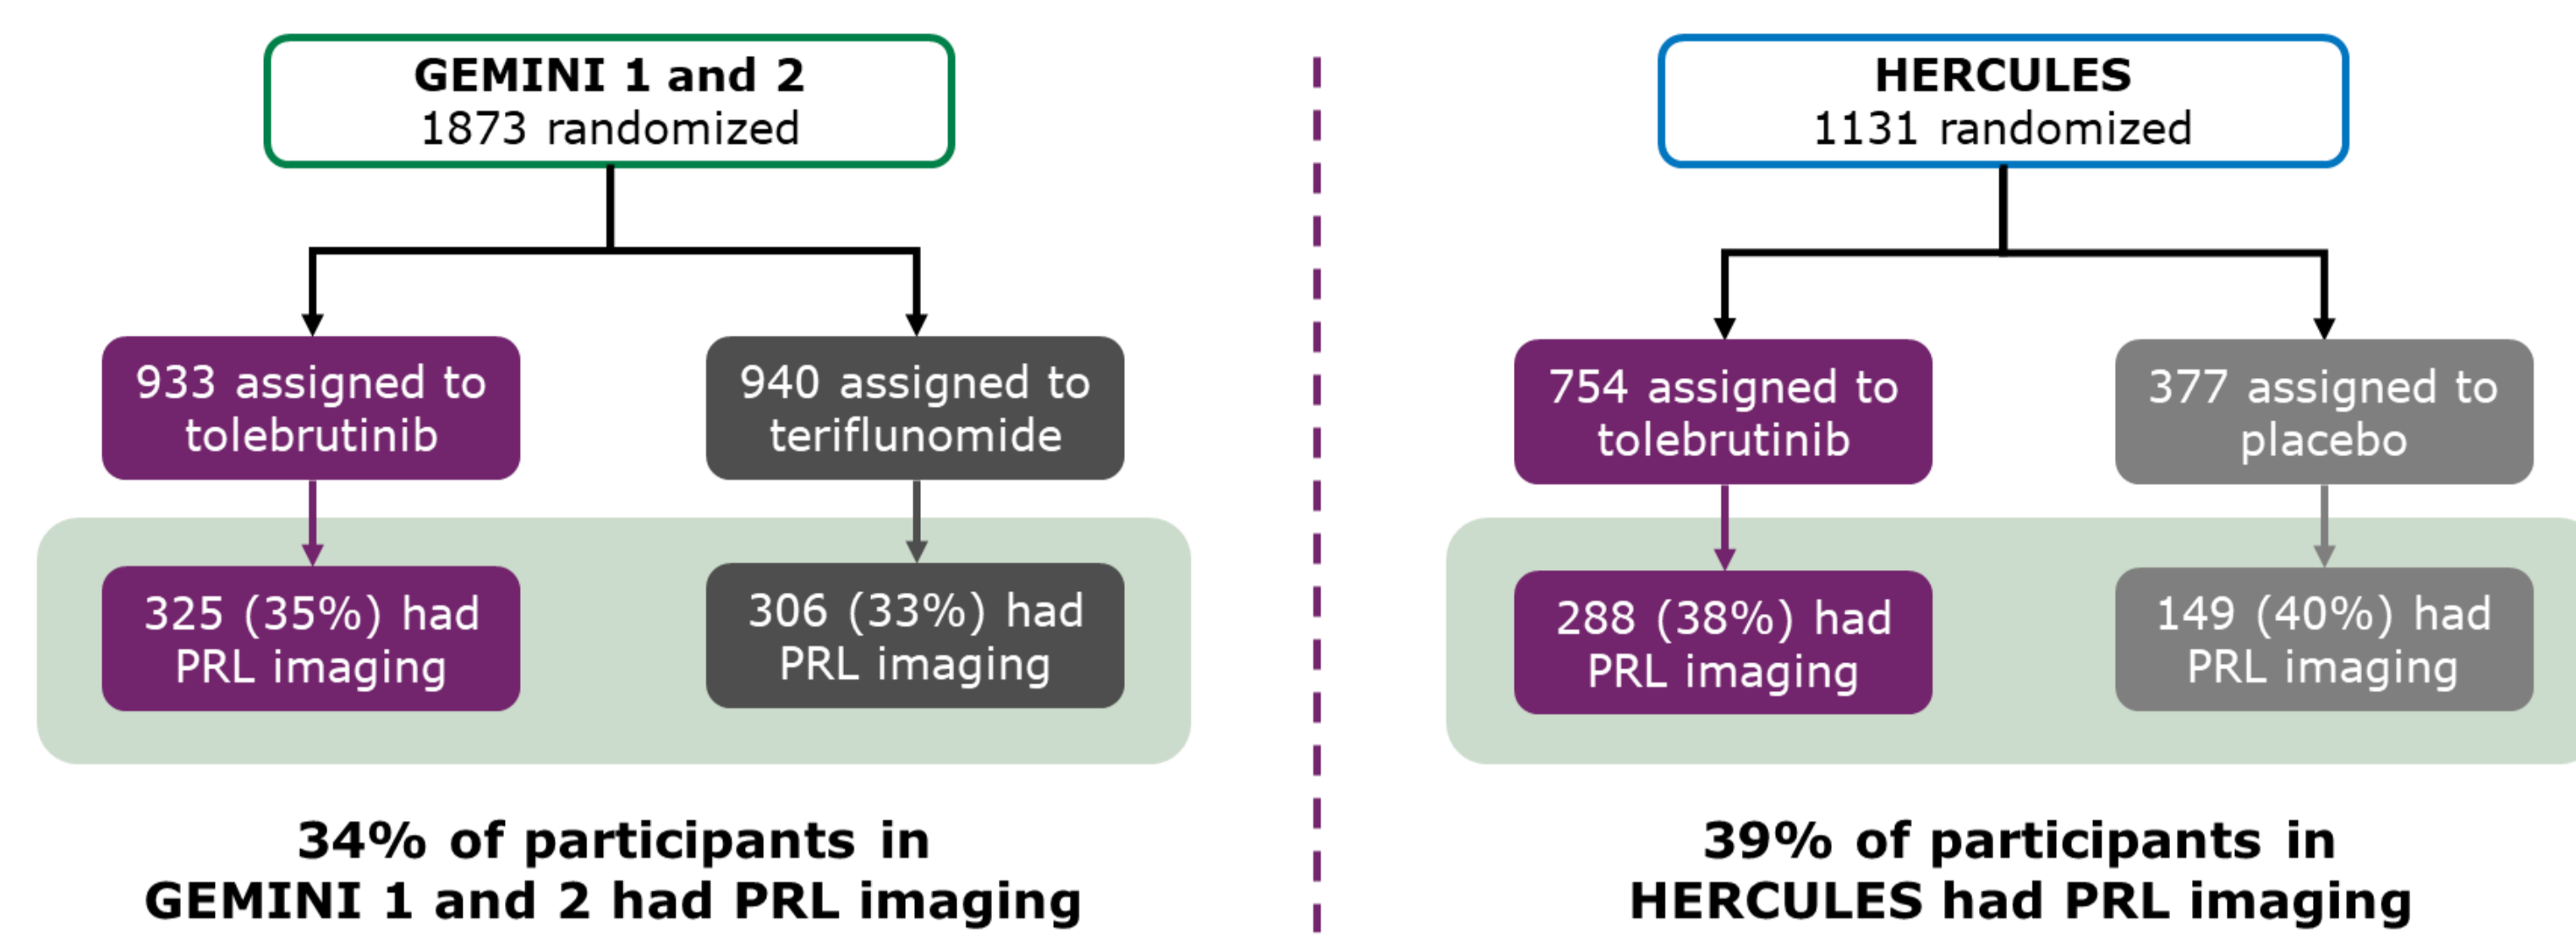 GEMINI 1 and 2
1873 randomized
933 assigned to
tolebrutinib
940 assigned to
teriflunomide
325 (35%) had
PRL imaging
306 (33%) had
PRL imaging
34% of participants in
GEMINI 1 and 2 had PRL imaging
HERCULES
1131 randomized
754 assigned to
tolebrutinib
377 assigned to
placebo
288 (38%) had
PRL imaging
149 (40%) had
PRL imaging
39% of participants in
HERCULES had PRL imaging